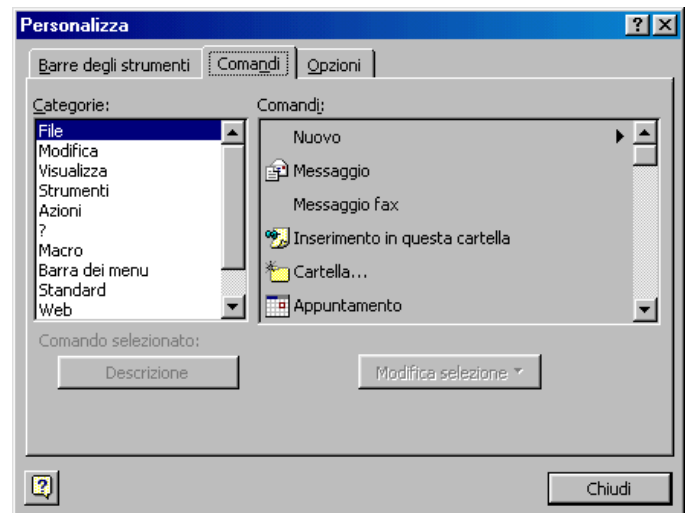 Personalizza
Barre degli strumenti Comandi Opzioni
Categorie:
File
Modifica
Visualizza
Strumenti
Azioni
?
Macro
Barra dei menu
Standard
Web
Comandi:
Nuovo
Messaggio
Messaggio fax
Inserimento in questa cartella
Cartella...
Appuntamento
Comando selezionato:
Descrizione
Modifica selezione
Chiudi